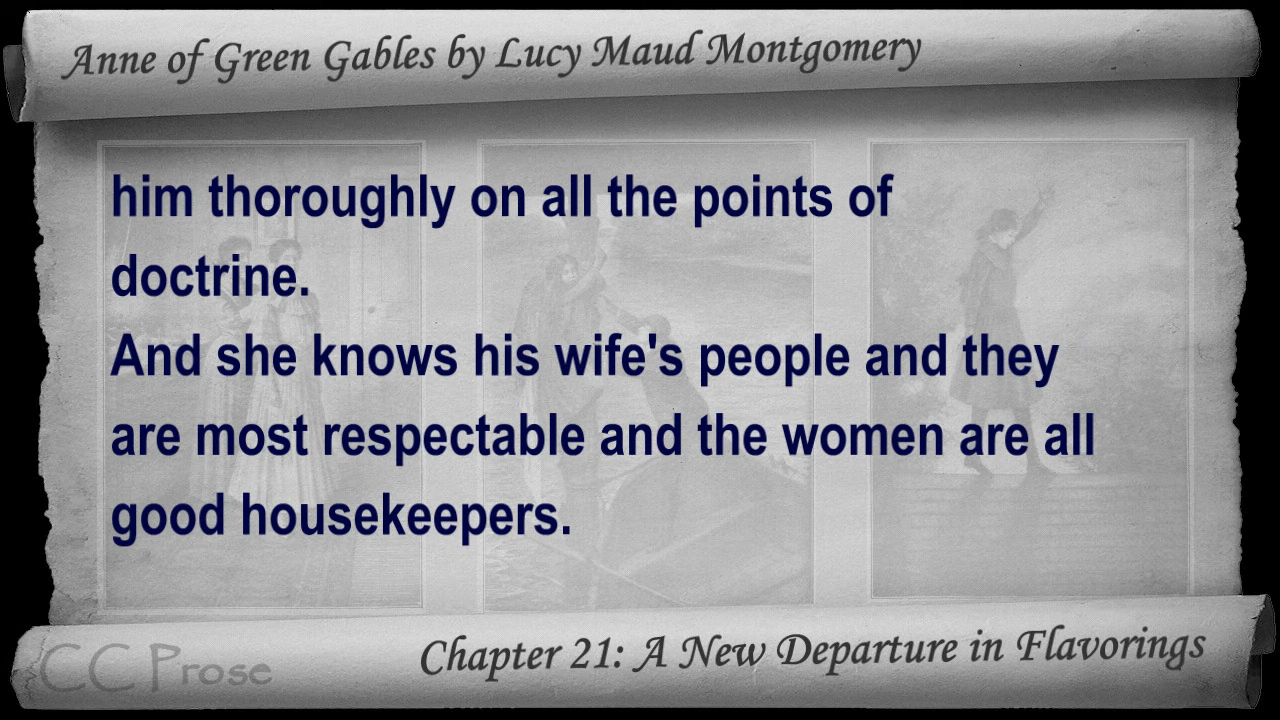 Anne of Green Gables by Lucy Maud Montgomery
him thoroughly on all the points of
doctrine.
And she knows his wife's people and they
are most respectable and the women are all
good housekeepers.
CC Prose
Chapter 21: A New Departure in Flavorings